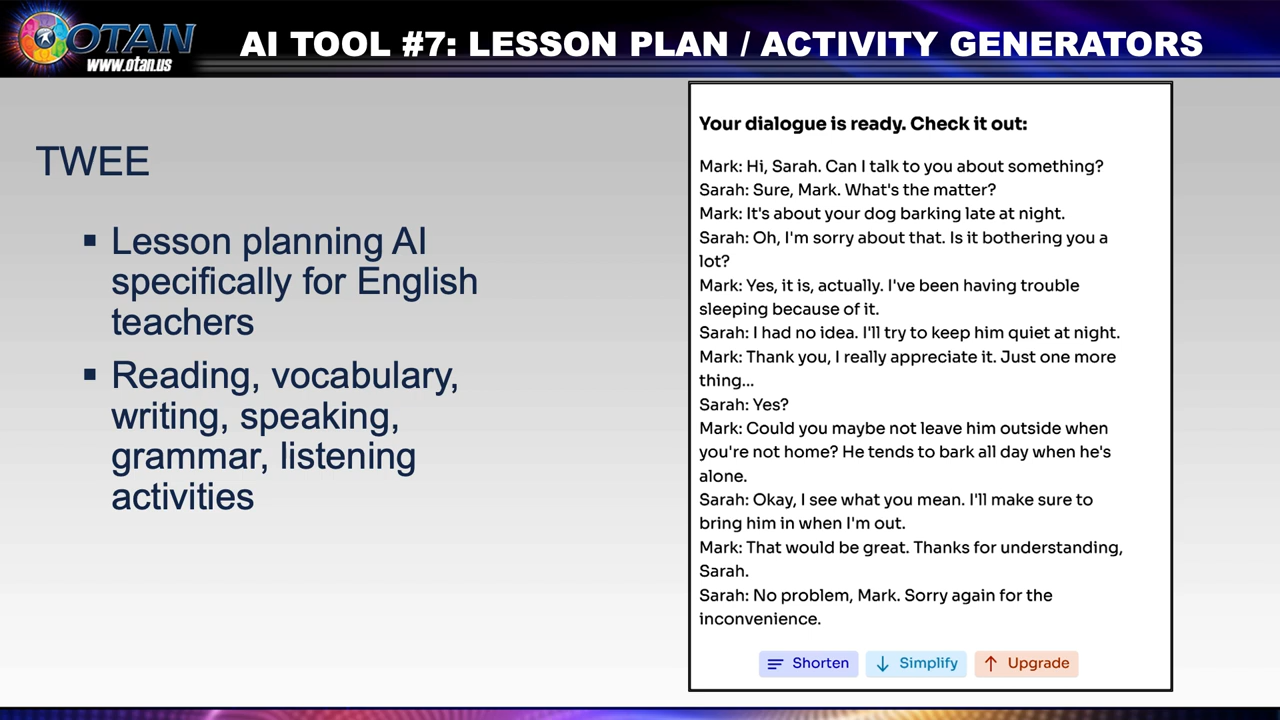 OTAN
www.otan.us
AI TOOL #7: LESSON PLAN / ACTIVITY GENERATORS
TWEE
▪ Lesson planning AI
specifically for English
teachers
▪ Reading, vocabulary,
writing, speaking,
grammar, listening
activities
Your dialogue is ready. Check it out:
Mark: Hi, Sarah. Can I talk to you about something?
Sarah: Sure, Mark. What's the matter?
Mark: It's about your dog barking late at night.
Sarah: Oh, I'm sorry about that. Is it bothering you a
lot?
Mark: Yes, it is, actually. I've been having trouble
sleeping because of it.
Sarah: I had no idea. I'll try to keep him quiet at night.
Mark: Thank you, I really appreciate it. Just one more
thing...
Sarah: Yes?
Mark: Could you maybe not leave him outside when
you're not home? He tends to bark all day when he's
alone.
Sarah: Okay, I see what you mean. I'll make sure to
bring him in when I'm out.
Mark: That would be great. Thanks for understanding,
Sarah.
Sarah: No problem, Mark. Sorry again for the
inconvenience.
Shorten
Simplify
Upgrade